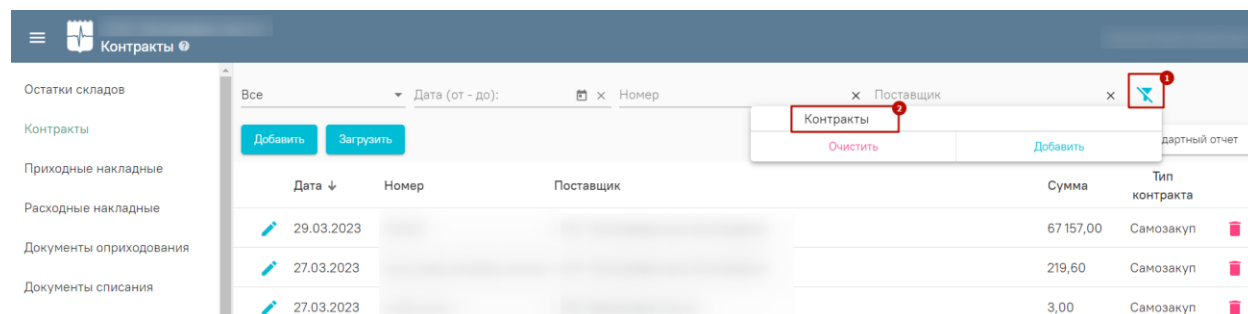 Контракты
Остатки складов
Контракты
Приходные накладные
Расходные накладные
Документы оприходования
Документы списания
Все Дата (от - до): Номер Поставщик
1
Контракты 2
Очистить Добавить
Добавить Загрузить дартный отчет
Дата ↓ Номер Поставщик Сумма Тип
контракта
29.03.2023 67 157,00 Самозакуп
27.03.2023 219,60 Самозакуп
27.03.2023 3,00 Самозакуп